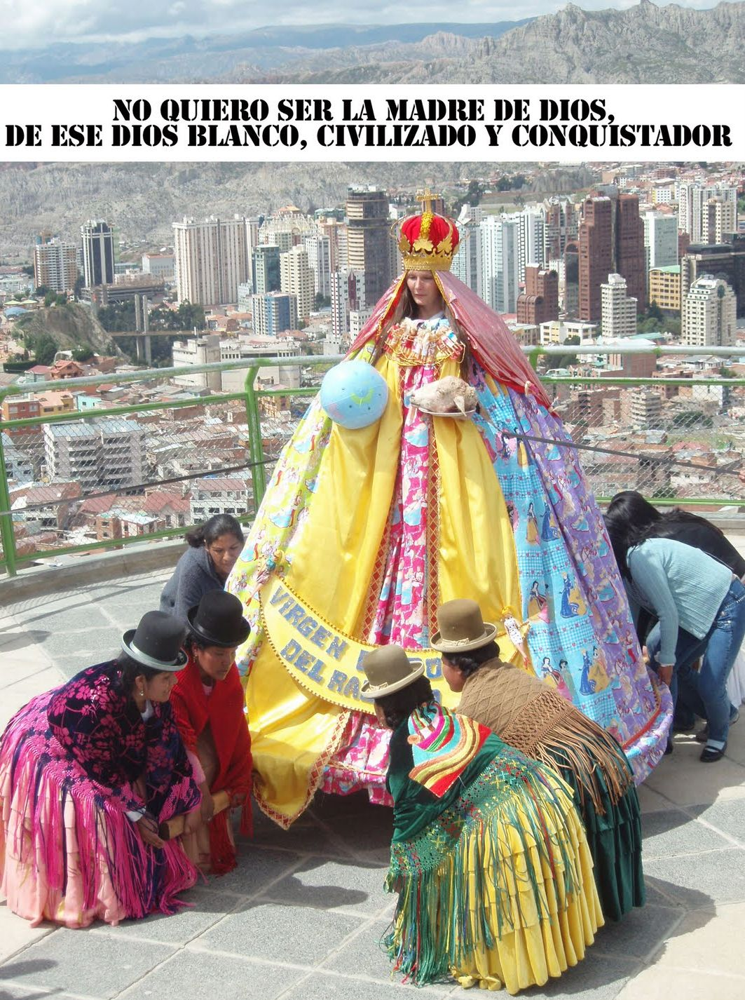 NO QUIERO SER LA MADRE DE DIOS,
DE ESE DIOS BLANCO, CIVILIZADO Y CONQUISTADOR
VIRGEN
DEL